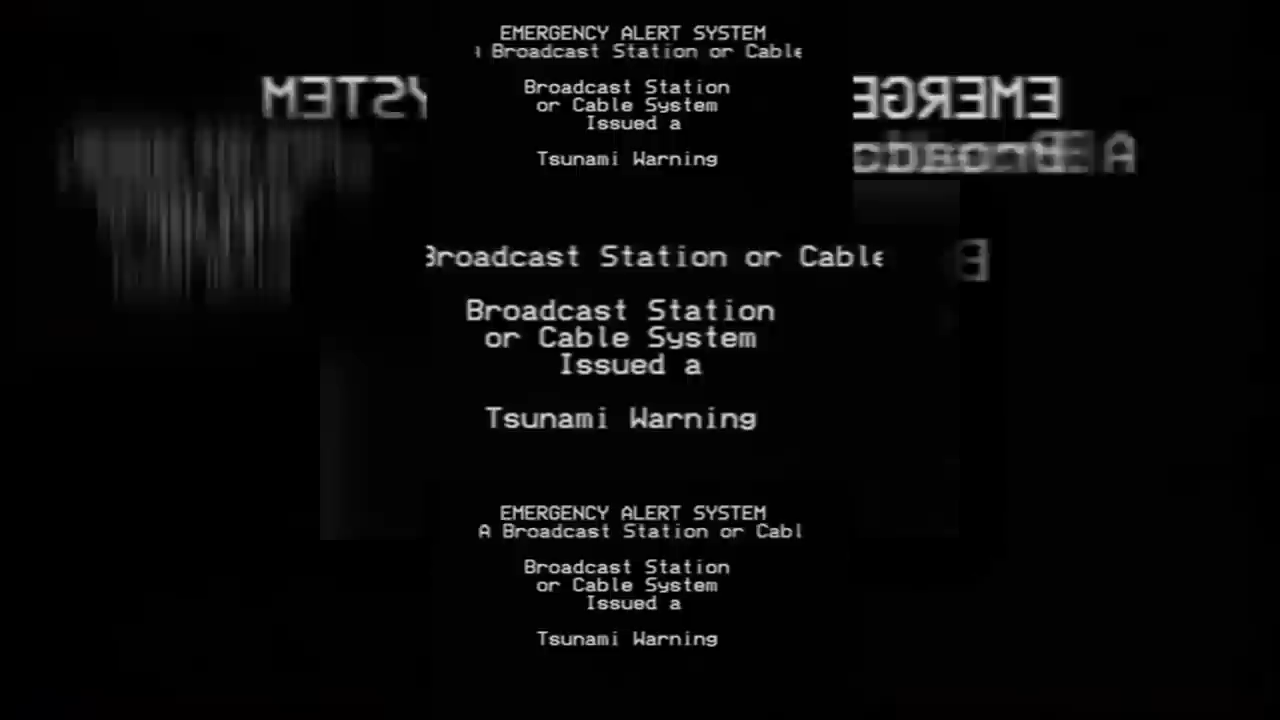 EMERGENCY ALERT SYSTEM
Broadcast Station or Cable
Broadcast Station
or Cable System
Issued a
Tsunami Warning
YSTEM
EMERGE
A
Broadcast Station or Cable
Broadcast Station
or Cable System
Issued a
Tsunami Warning
EMERGENCY ALERT SYSTEM
A Broadcast Station or Cabl
Broadcast Station
or Cable System
Issued a
Tsunami Warning